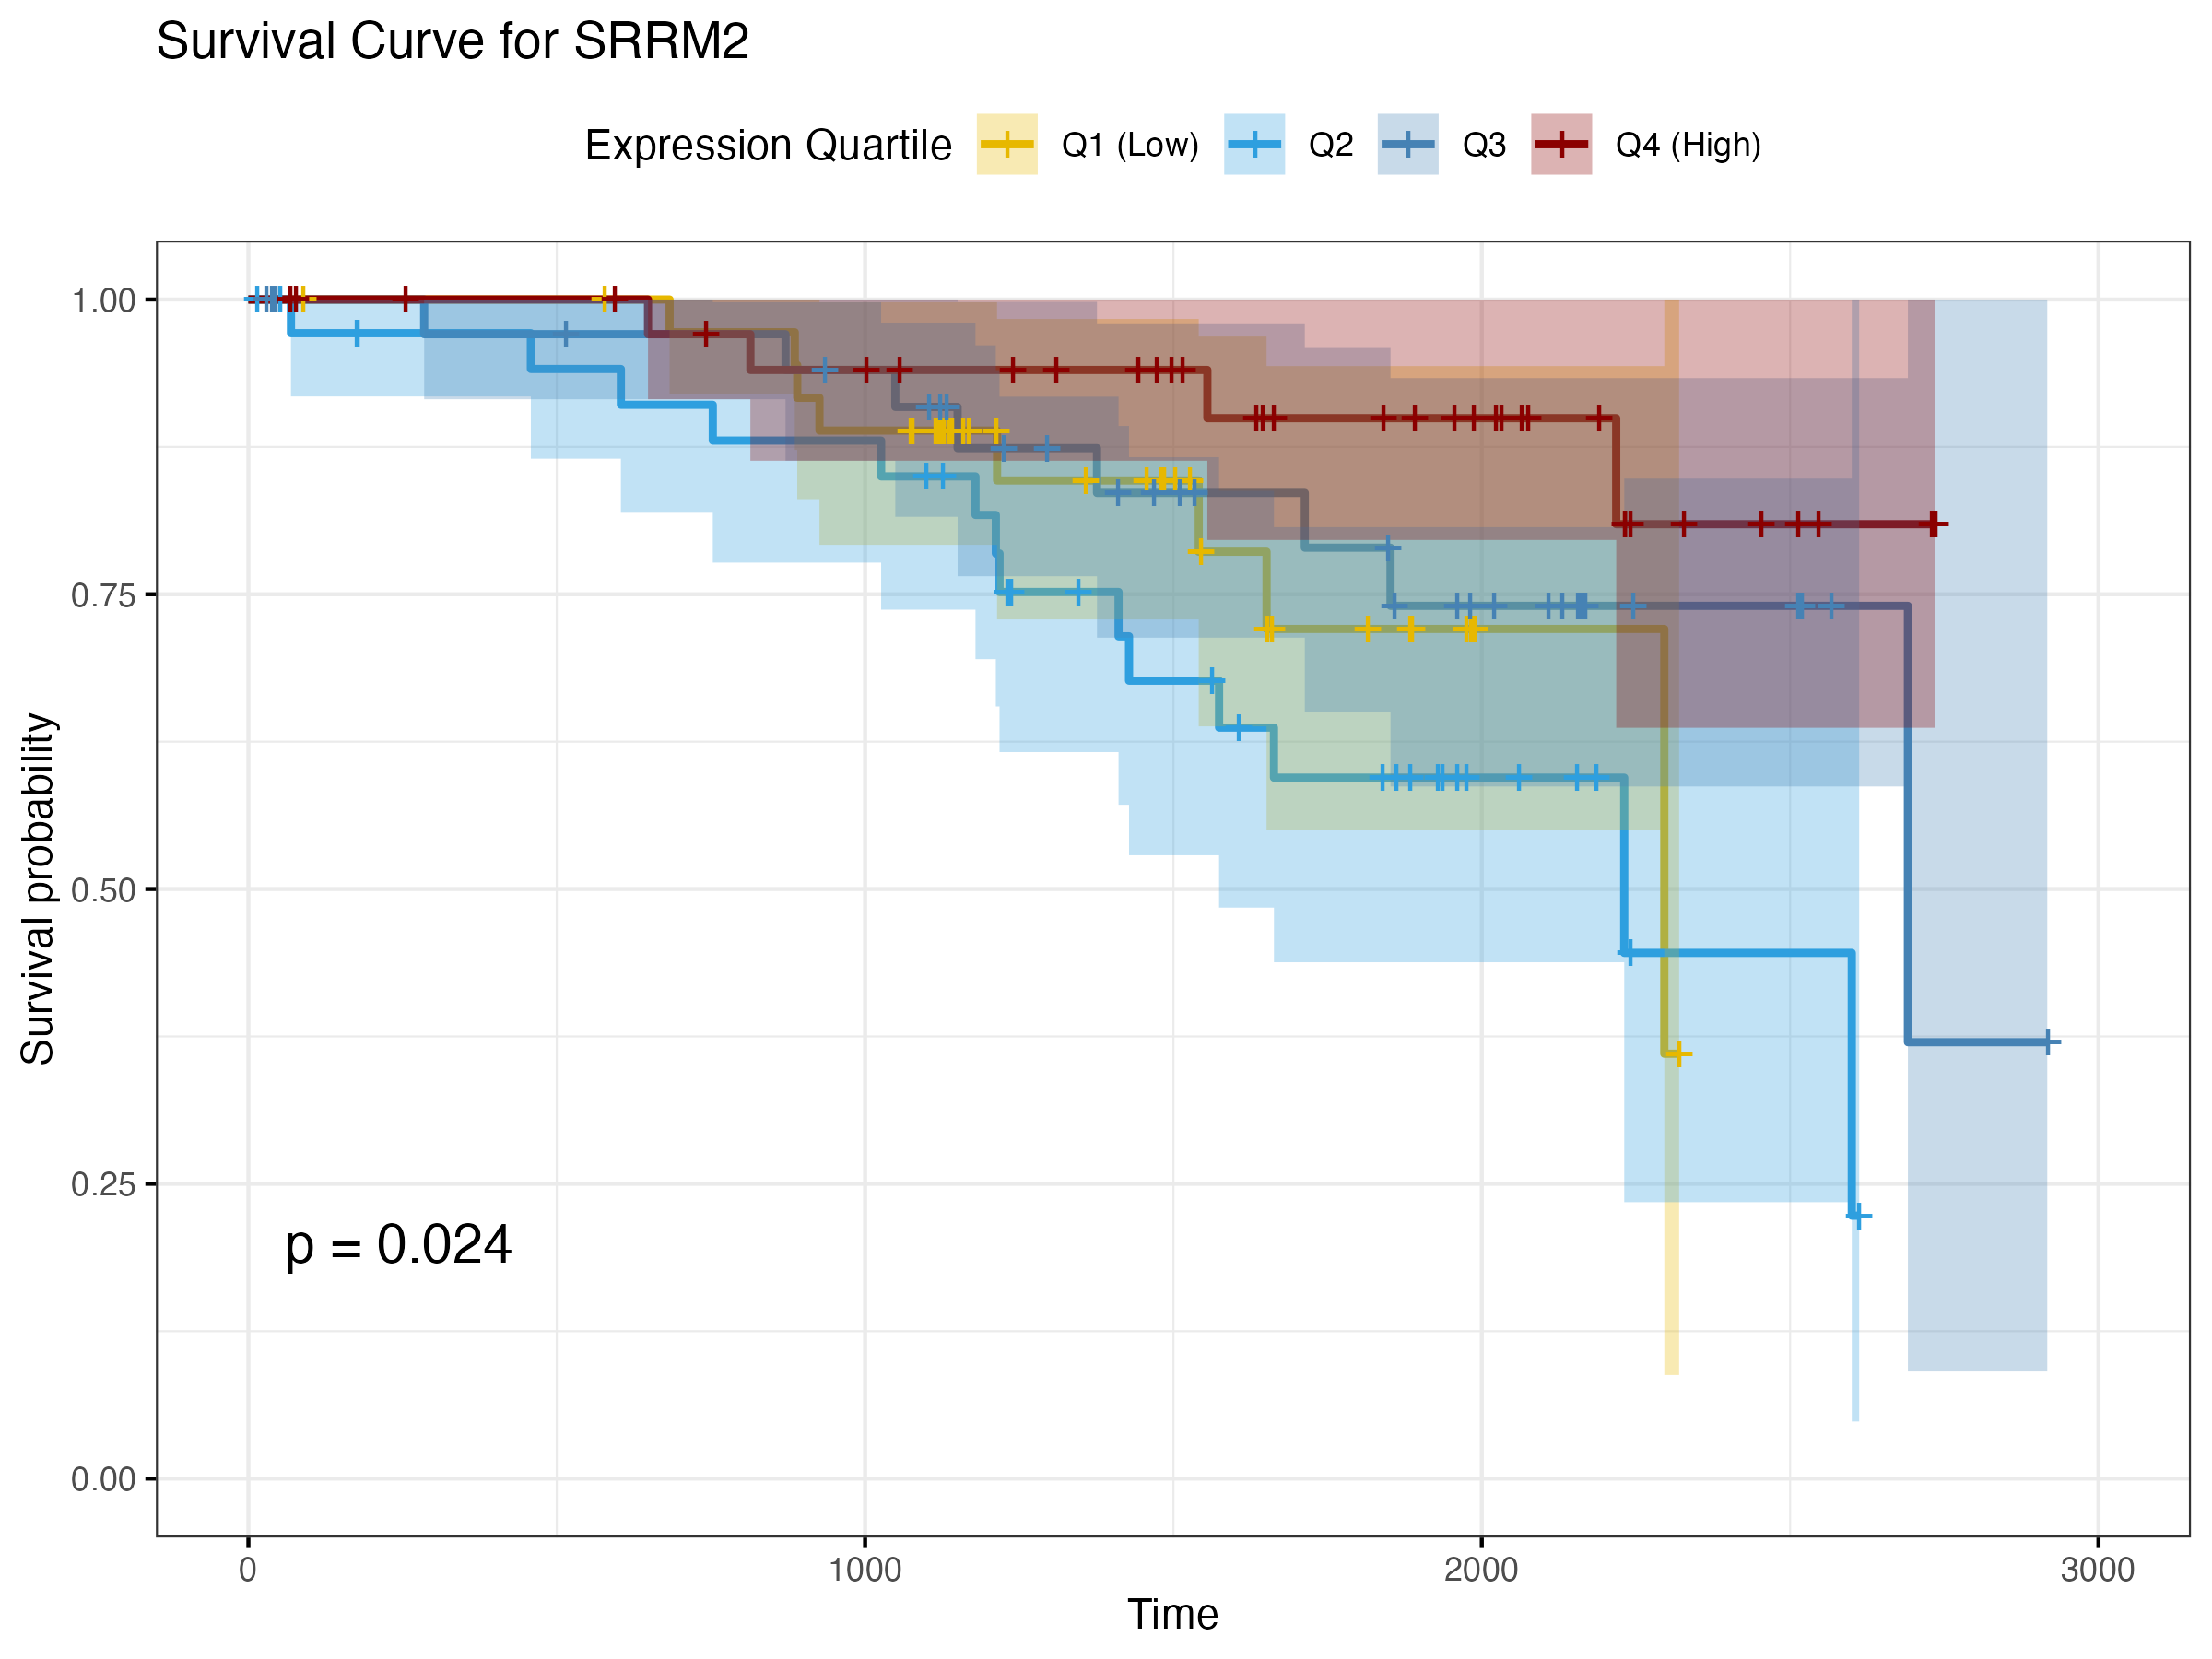 Survival Curve for SRRM2
Expression Quartile Q1 (Low) Q2 Q3 Q4 (High)
Survival probability
1.00
0.75
0.50
0.25
0.00
p = 0.024
0 1000 2000 3000
Time